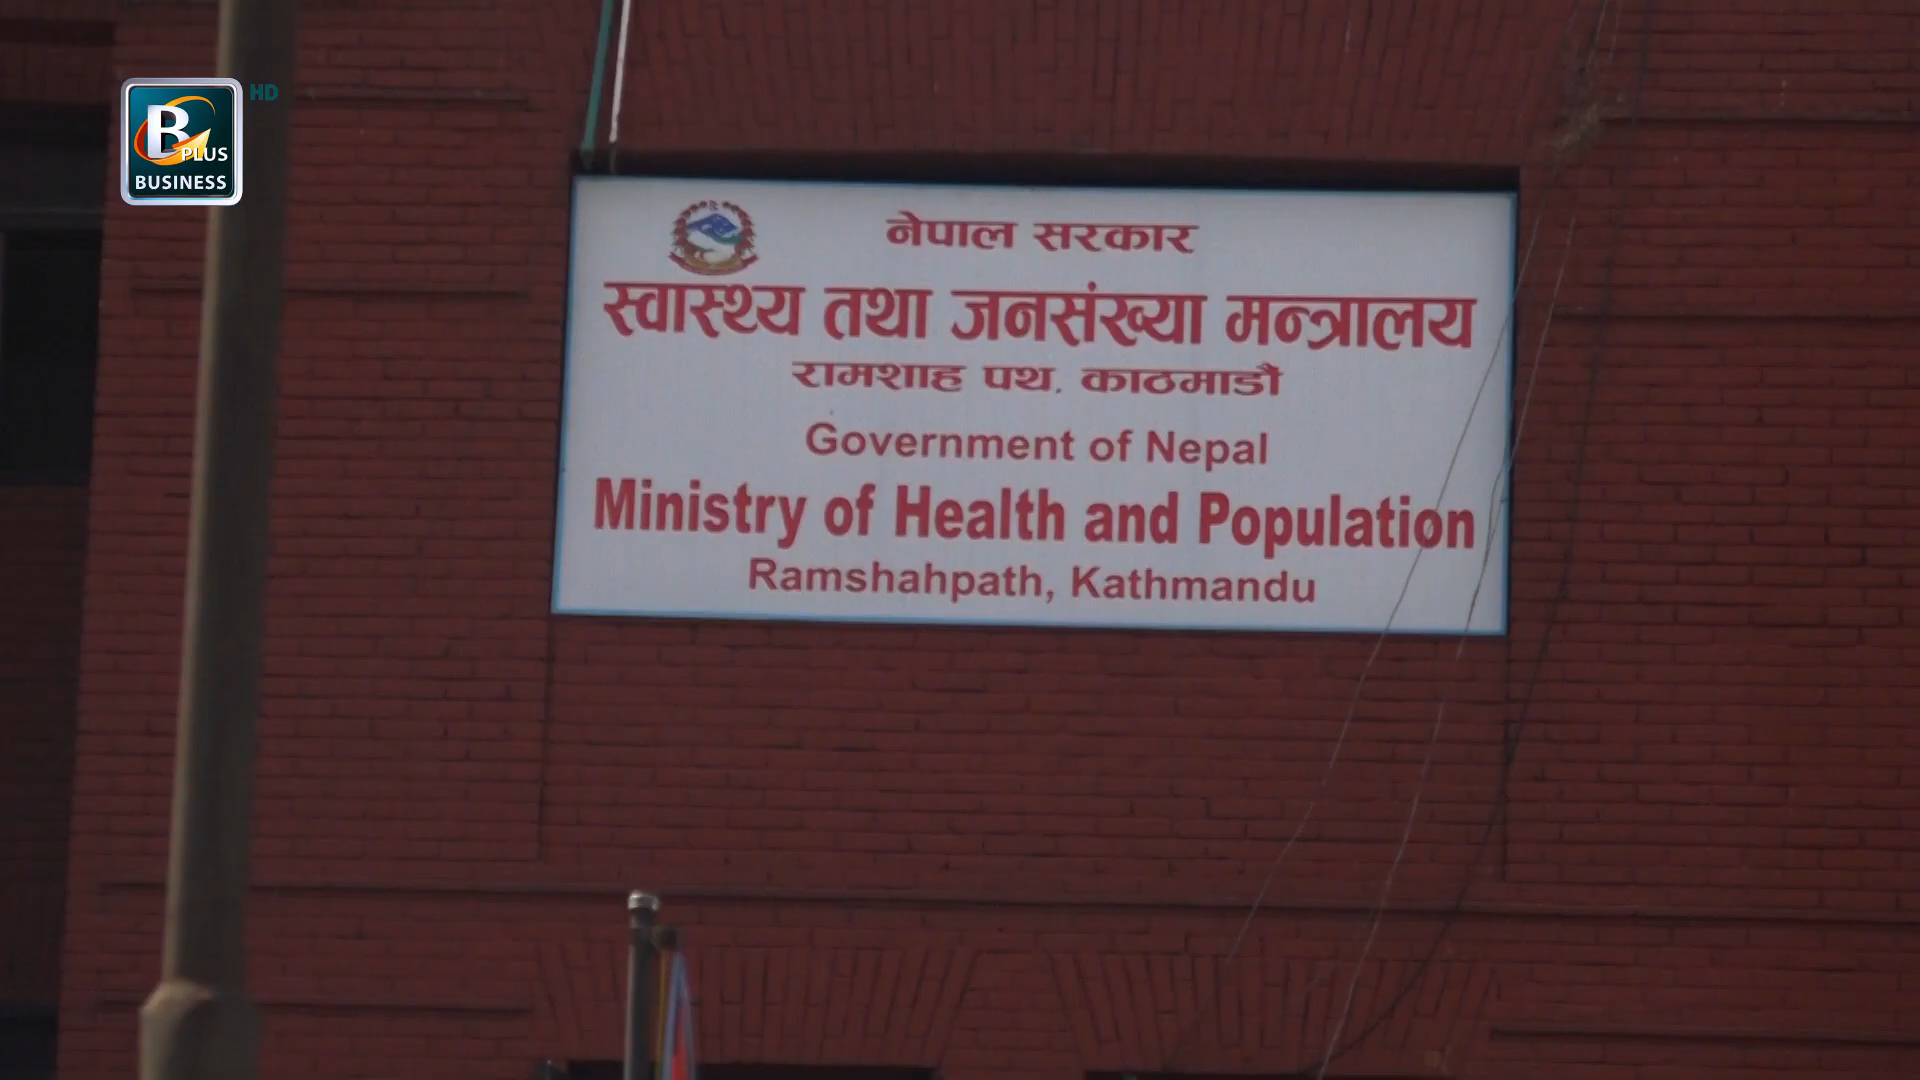 B
PLUS
BUSINESS
HD
नेपाल सरकार
स्वास्थ्य तथा जनसंख्या मन्त्रालय
रामशाह पथ, काठमाडौं
Government of Nepal
Ministry of Health and Population
Ramshahpath, Kathmandu